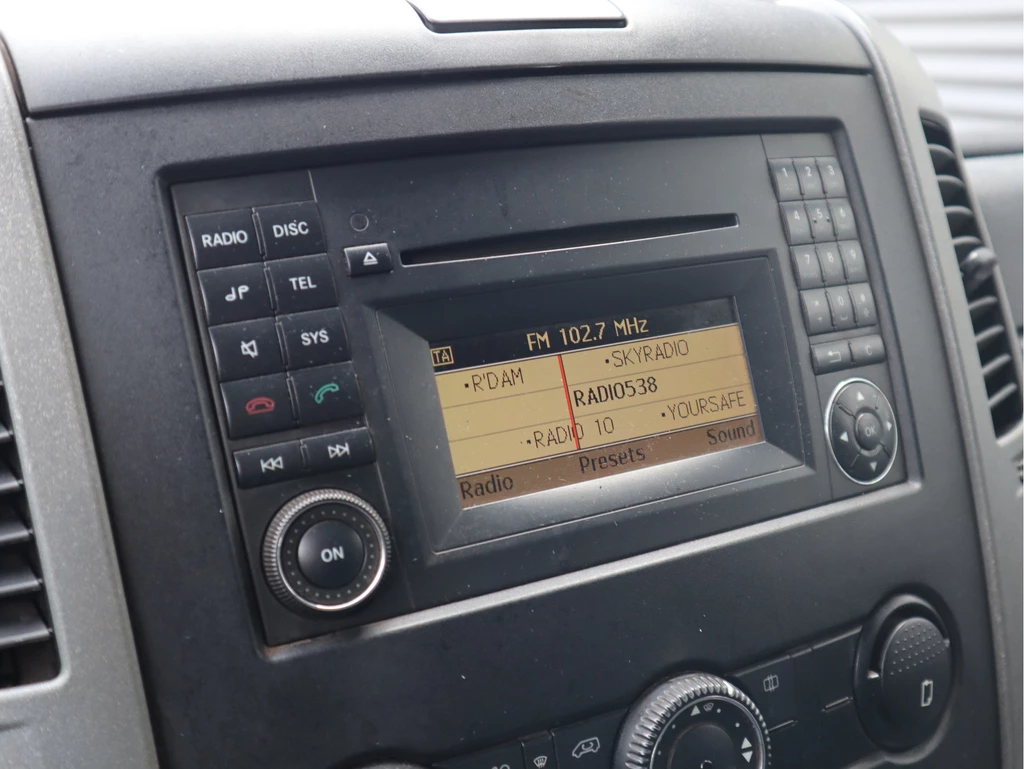 RADIO DISC
TEL
SYS
ON
TA
FM 102.7 MHz
•R'DAM •SKYRADIO
RADIO538
•RADIO 10 •YOURSAFE
Radio Presets Sound
1 2 3
4 5 6
7 8 9
* 0 #
C
OK